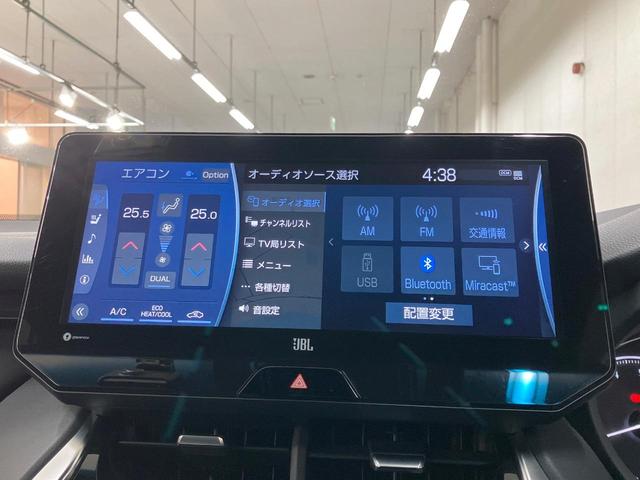 エアコン
Option
オーディオソース選択
4:38
DCM
25.5
25.0
DUAL
A/C
ECO
HEAT/COOL
オーディオ選択
チャンネルリスト
TV局リスト
メニュー
各種切替
音設定
AM
FM
交通情報
USB
Bluetooth
Miracast™
配置変更
JBL